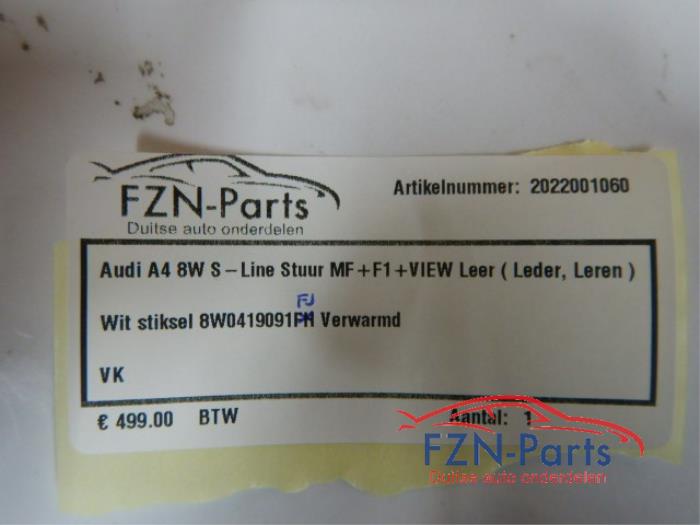 FZN-Parts
Duitse auto onderdelen
Artikelnummer: 2022001060
Audi A4 8W S-Line Stuur MF+F1+VIEW Leer ( Leder, Leren )
FJ
Wit stiksel 8W0419091FH Verwarmd
VK
€ 499.00 BTW
Aantal: 1
FZN-Parts
Duitse auto onderdelen